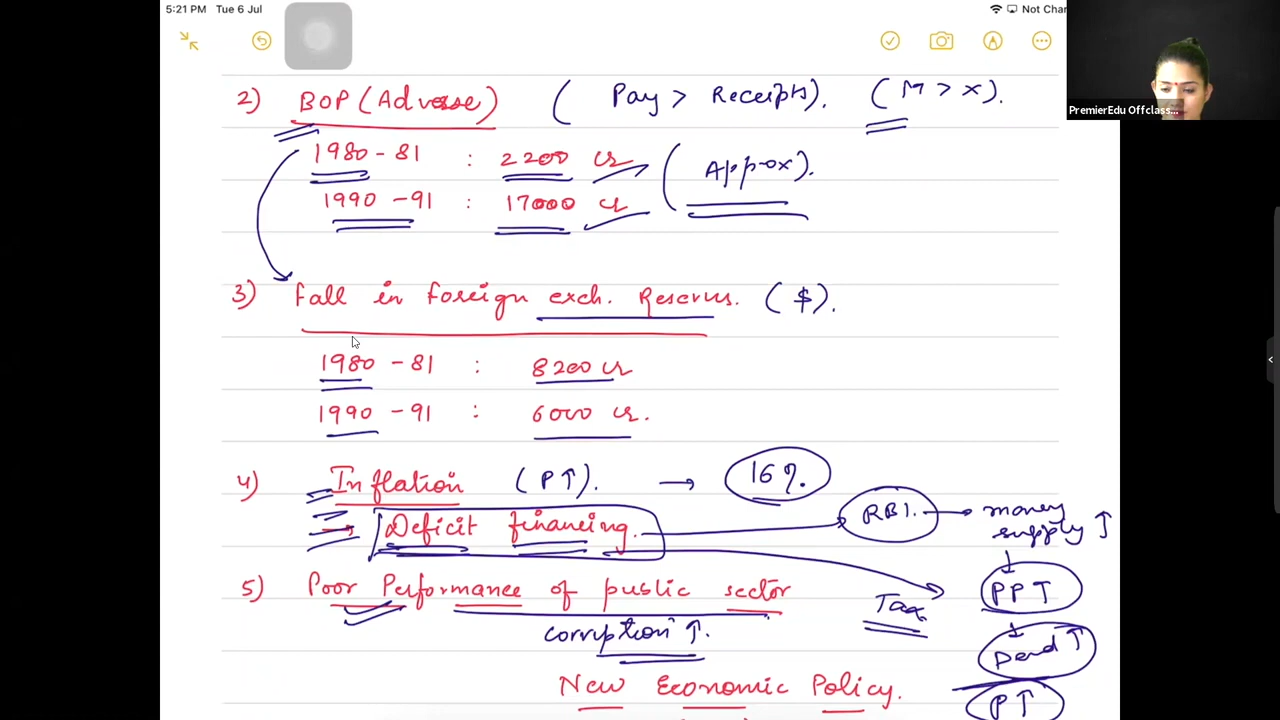 5:21 PM Tue 6 Jul
Not Char
PremierEdu Offclass...
2) BOP (Adverse) ( Pay > Receipts). ( M > X).
1980 - 81 : 2200 cr
( Approx).
1990 - 91 : 17000 cr
3) Fall in foreign exch. Reserves. ( $ ).
1980 - 81 : 8200 cr
1990 - 91 : 6000 cr.
4) Inflation ( P↑). → 16%
Deficit financing. RBI. → money supply ↑
5) Poor Performance of public sector
Tax
PP↑
corruption ↑.
Demd ↑
New Economic Policy.
P↑